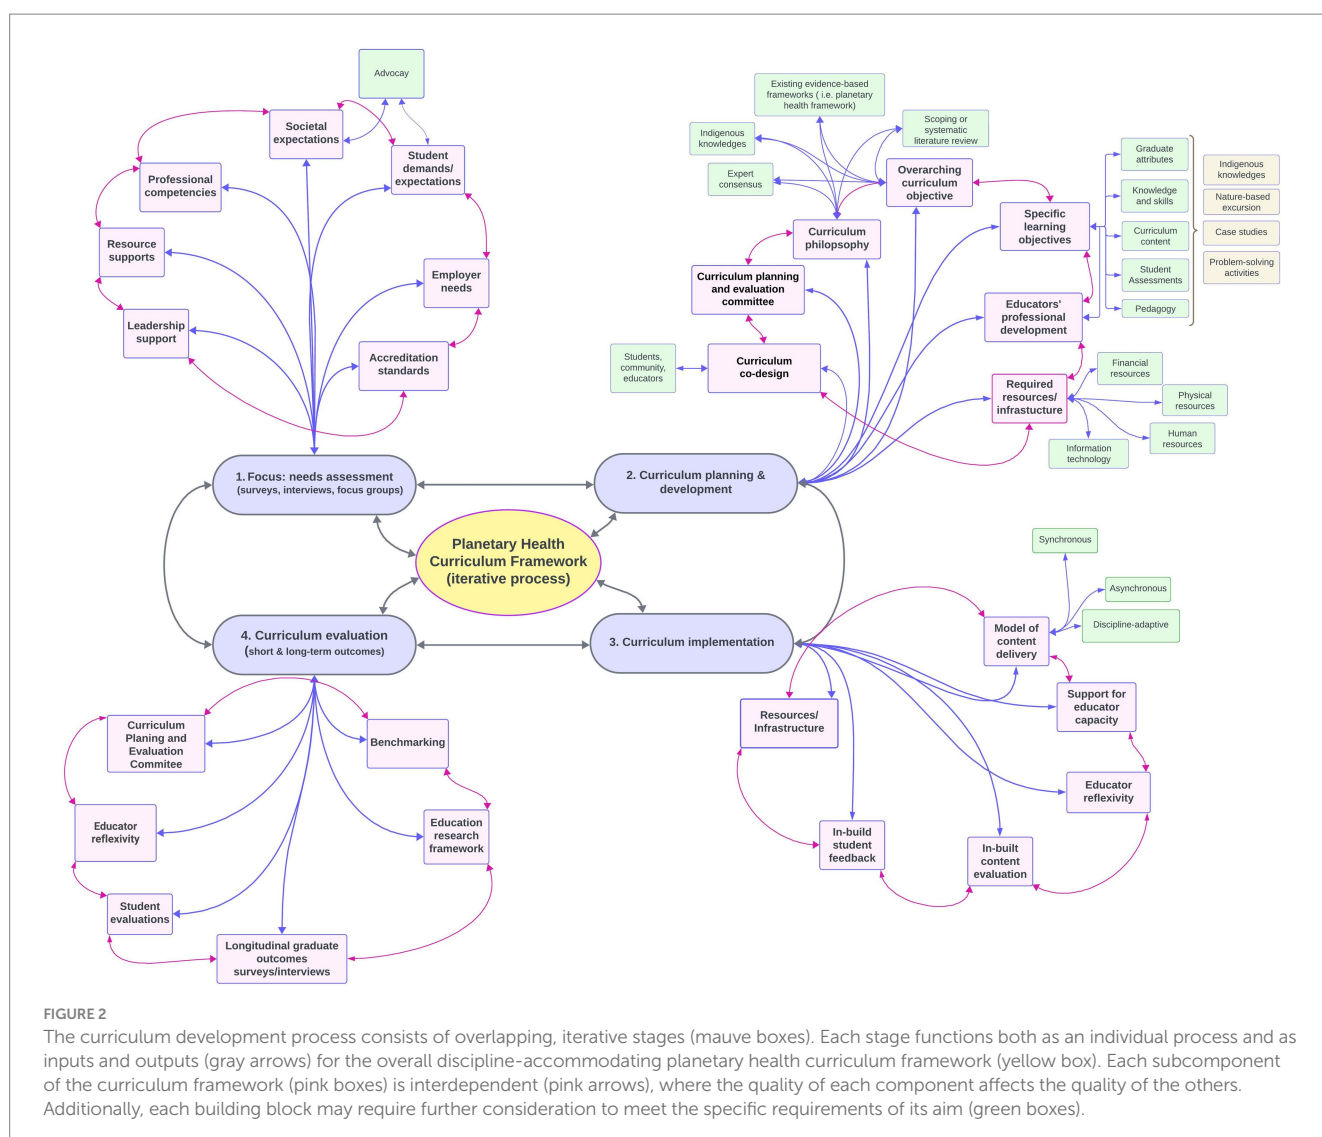 Advocay
Societal
expectations
Student
demands/
expectations
Professional
competencies
Resource
supports
Employer
needs
Leadership
support
Accreditation
standards
1. Focus: needs assessment
(surveys, interviews, focus groups)
Existing evidence-based
frameworks ( i.e. planetary
health framework)
Indigenous
knowledges
Scoping or
systematic
literature review
Expert
consensus
Overarching
curriculum
objective
Curriculum
philopsophy
Specific
learning
objectives
Graduate
attributes
Knowledge
and skills
Curriculum
content
Student
Assessments
Pedagogy
Indigenous
knowledges
Nature-based
excursion
Case studies
Problem-solving
activities
Curriculum planning
and evaluation
committee
Educators'
professional
development
Students,
community,
educators
Curriculum
co-design
Required
resources/
infrastucture
Financial
resources
Physical
resources
Human
resources
Information
technology
2. Curriculum planning &
development
Planetary Health
Curriculum Framework
(iterative process)
4. Curriculum evaluation
(short & long-term outcomes)
3. Curriculum implementation
Synchronous
Asynchronous
Discipline-adaptive
Model of
content
delivery
Support for
educator
capacity
Resources/
Infrastructure
Educator
reflexivity
In-build
student
feedback
In-built
content
evaluation
Curriculum
Planing and
Evaluation
Commitee
Benchmarking
Educator
reflexivity
Education
research
framework
Student
evaluations
Longitudinal graduate
outcomes
surveys/interviews
FIGURE 2
The curriculum development process consists of overlapping, iterative stages (mauve boxes). Each stage functions both as an individual process and as
inputs and outputs (gray arrows) for the overall discipline-accommodating planetary health curriculum framework (yellow box). Each subcomponent
of the curriculum framework (pink boxes) is interdependent (pink arrows), where the quality of each component affects the quality of the others.
Additionally, each building block may require further consideration to meet the specific requirements of its aim (green boxes).